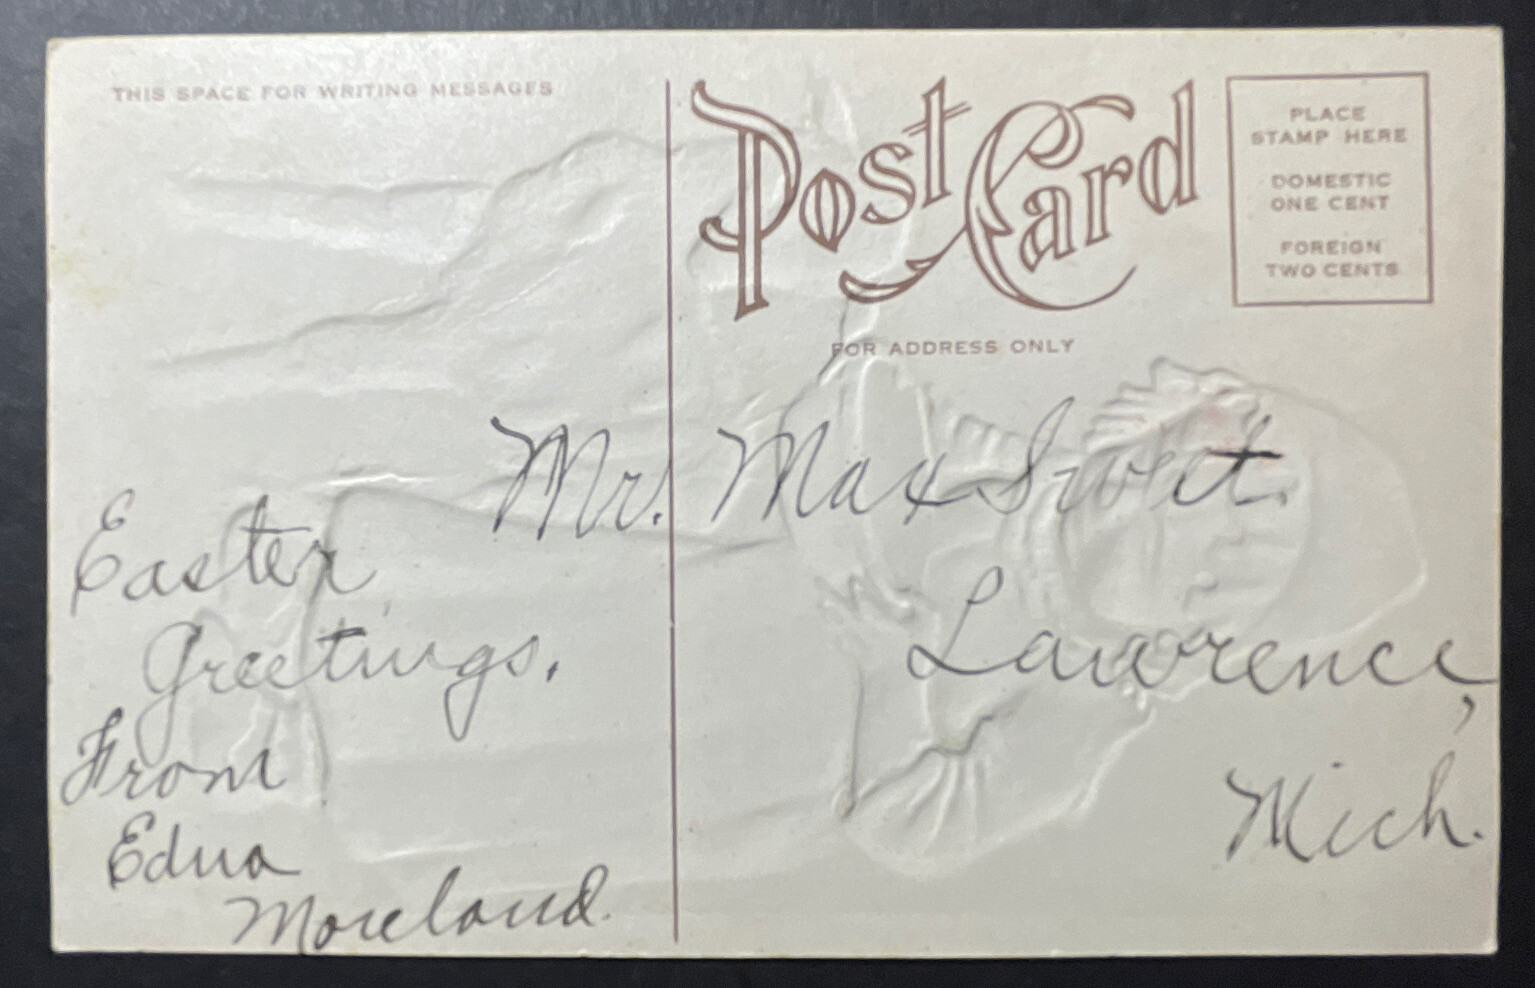 THIS SPACE FOR WRITING MESSAGES
Post Card
PLACE
STAMP HERE
DOMESTIC
ONE CENT
FOREIGN
TWO CENTS
FOR ADDRESS ONLY
Mr. Max Swet.
Lawrence,
Mich.
Easter
Greetings.
From
Edna
Moreland.